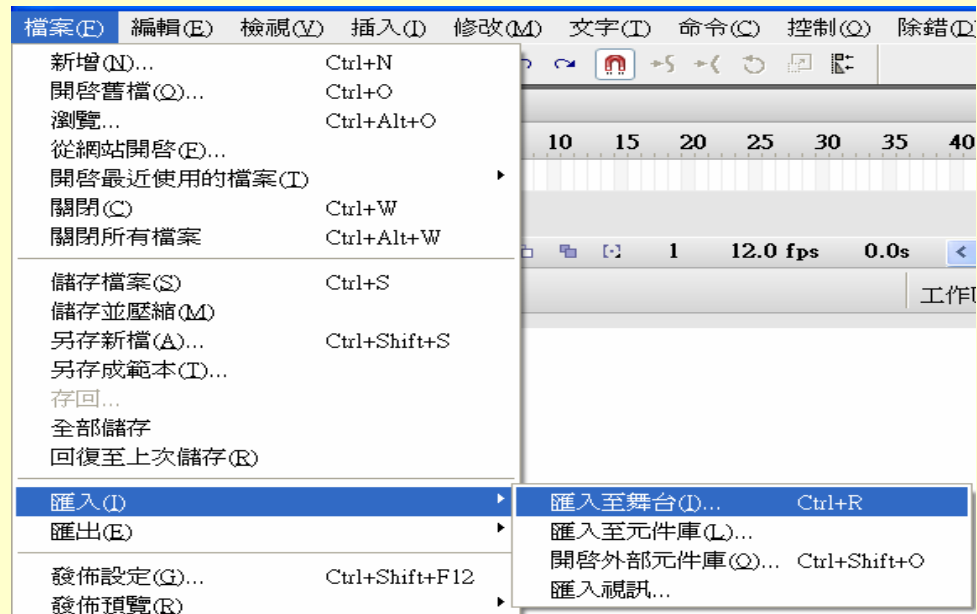 檔案(F) 編輯(E) 檢視(V) 插入(I) 修改(M) 文字(T) 命令(C) 控制(O) 除錯(D
新增(N)... Ctrl+N
開啓舊檔(O)... Ctrl+O
瀏覽... Ctrl+Alt+O
10 15 20 25 30 35 40
從網站開啓(F)...
開啓最近使用的檔案(T)
關閉(C) Ctrl+W
關閉所有檔案 Ctrl+Alt+W
1 12.0 fps 0.0s
儲存檔案(S) Ctrl+S
工作
儲存並壓縮(M)
另存新檔(A)... Ctrl+Shift+S
另存成範本(T)...
存回...
全部儲存
回復至上次儲存(R)
匯入(I) 匯入至舞台(I)... Ctrl+R
匯出(E) 匯入至元件庫(L)...
開啓外部元件庫(O)... Ctrl+Shift+O
發佈設定(G)... Ctrl+Shift+F12
匯入視訊...
發佈預覽(R)